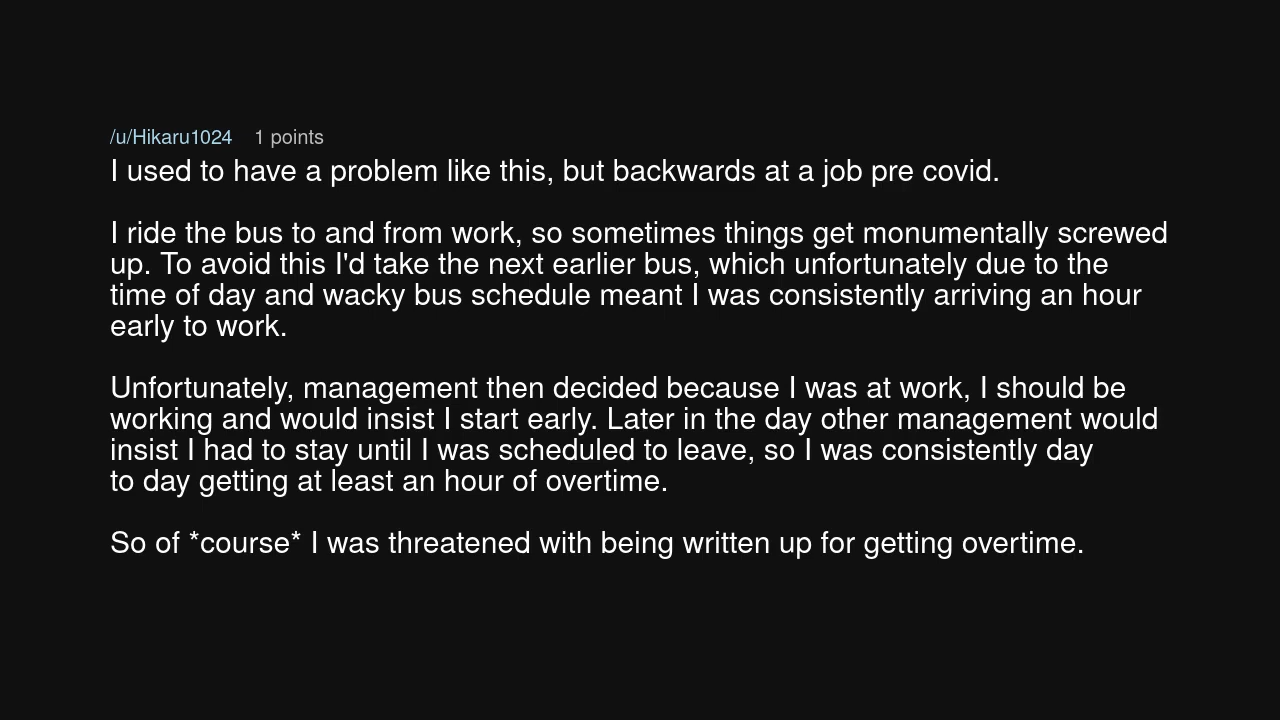 /u/Hikaru1024 1 points
I used to have a problem like this, but backwards at a job pre covid.
I ride the bus to and from work, so sometimes things get monumentally screwed
up. To avoid this I'd take the next earlier bus, which unfortunately due to the
time of day and wacky bus schedule meant I was consistently arriving an hour
early to work.
Unfortunately, management then decided because I was at work, I should be
working and would insist I start early. Later in the day other management would
insist I had to stay until I was scheduled to leave, so I was consistently day
to day getting at least an hour of overtime.
So of *course* I was threatened with being written up for getting overtime.